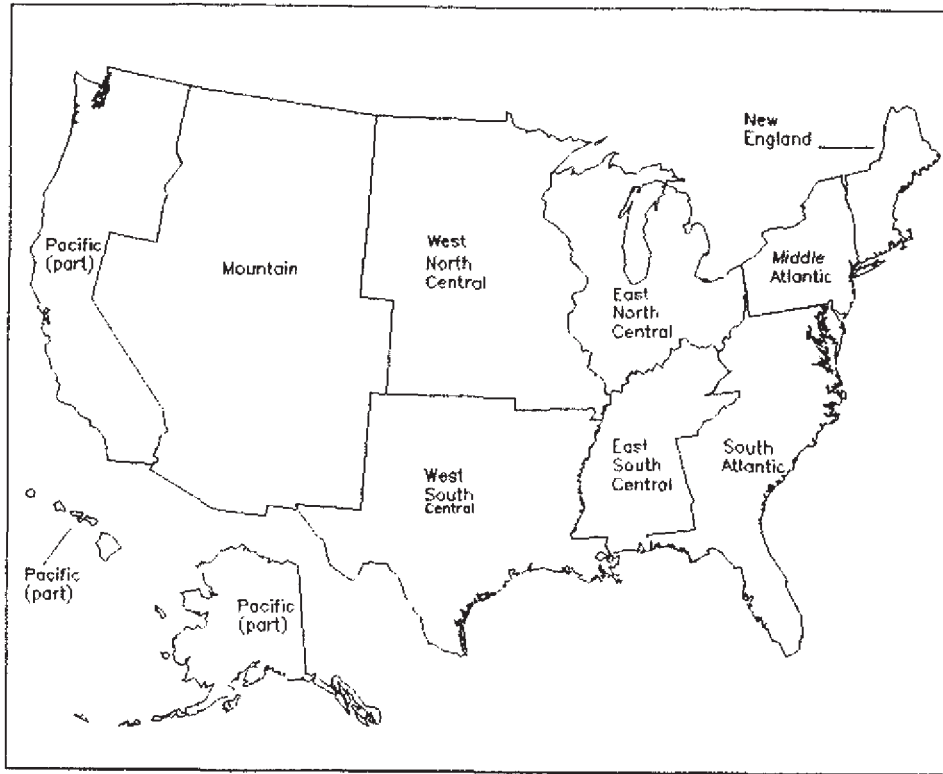 New
England
Pacific
(part)
Mountain
West
North
Central
East
North
Central
Middle
Atlantic
West
South
Central
East
South
Central
South
Atlantic
Pacific
(part)
Pacific
(part)